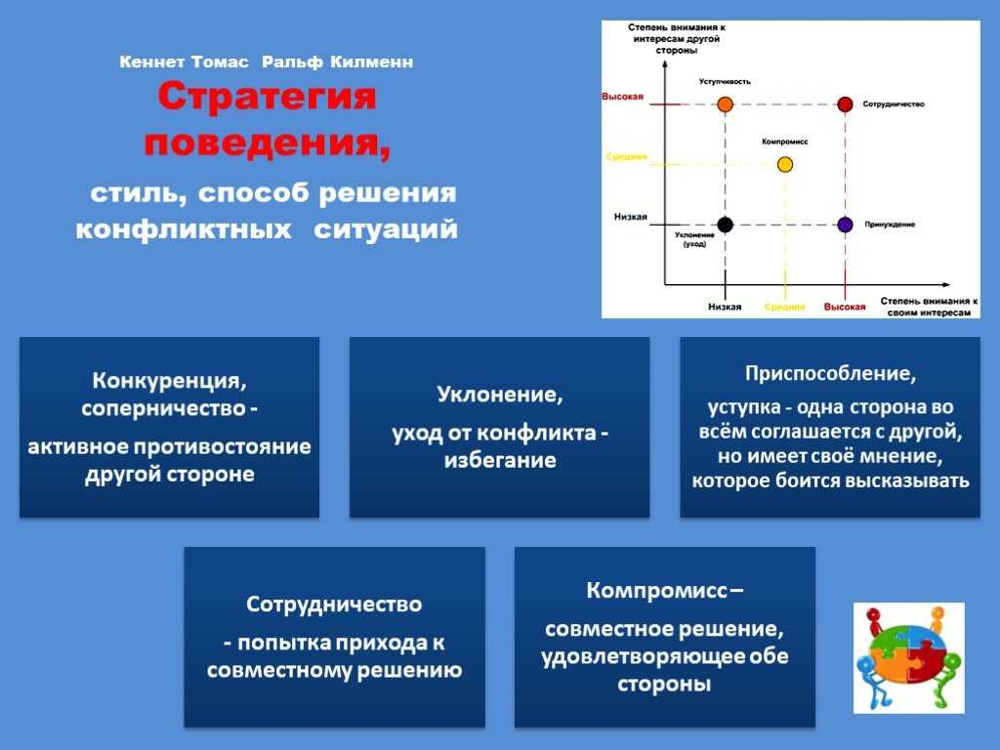 Кеннет Томас Ральф Килменн
Стратегия
поведения,
стиль, способ решения
конфликтных ситуаций
Степень внимания к
интересам другой
стороны
Уступчивость
Высокая
Сотрудничество
Компромисс
Средняя
Низкая
Уклонение
(уход)
Принуждение
Низкая Средняя Высокая
Степень внимания к
своим интересам
Конкуренция,
соперничество -
активное противостояние
другой стороне
Уклонение,
уход от конфликта -
избегание
Приспособление,
уступка - одна сторона во
всём соглашается с другой,
но имеет своё мнение,
которое боится высказывать
Сотрудничество
- попытка прихода к
совместному решению
Компромисс –
совместное решение,
удовлетворяющее обе
стороны